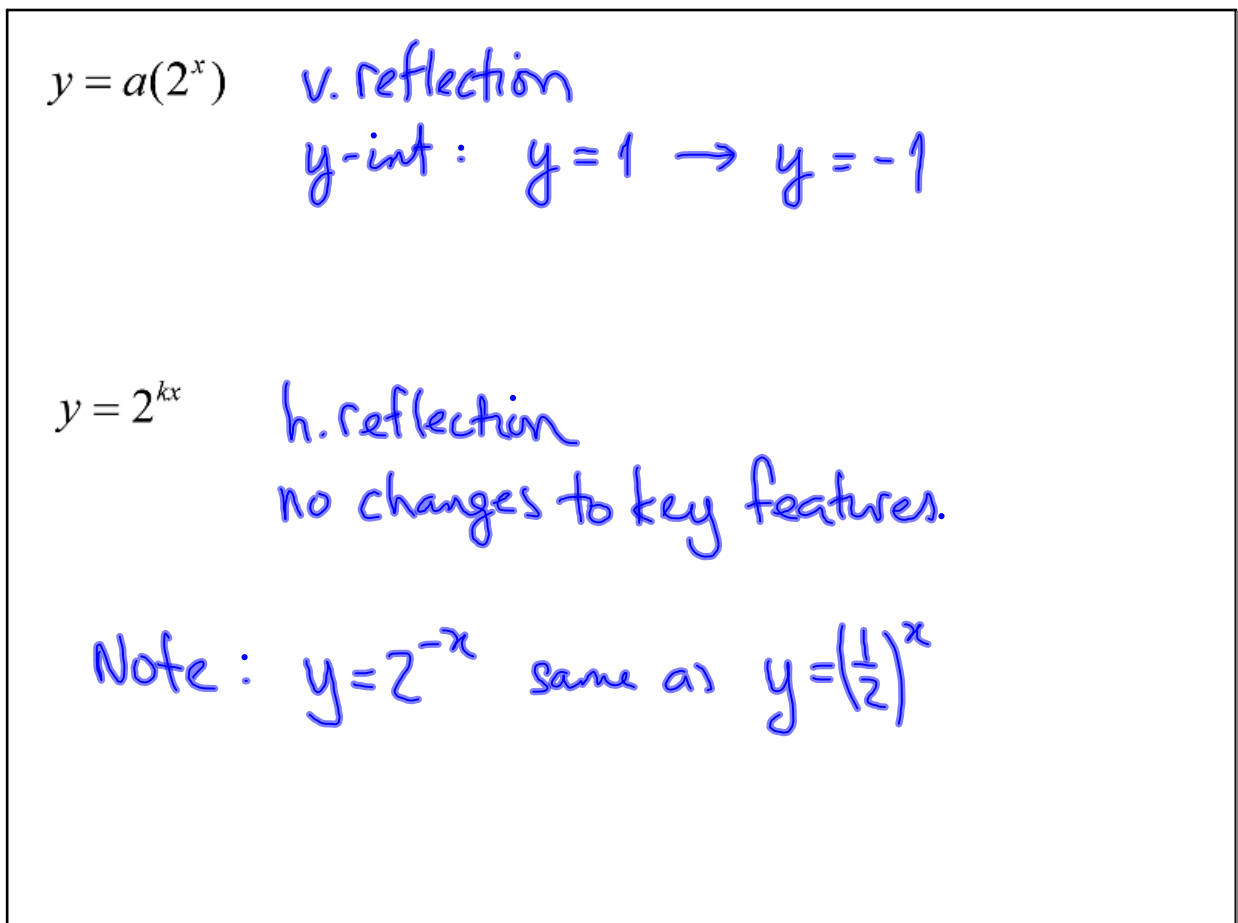 y = a(2^x) v. reflection
y-int : y = 1 → y = -1
y = 2^{kx} h. reflection
no changes to key features.
Note : y = 2^{-x} same as y = (1/2)^x